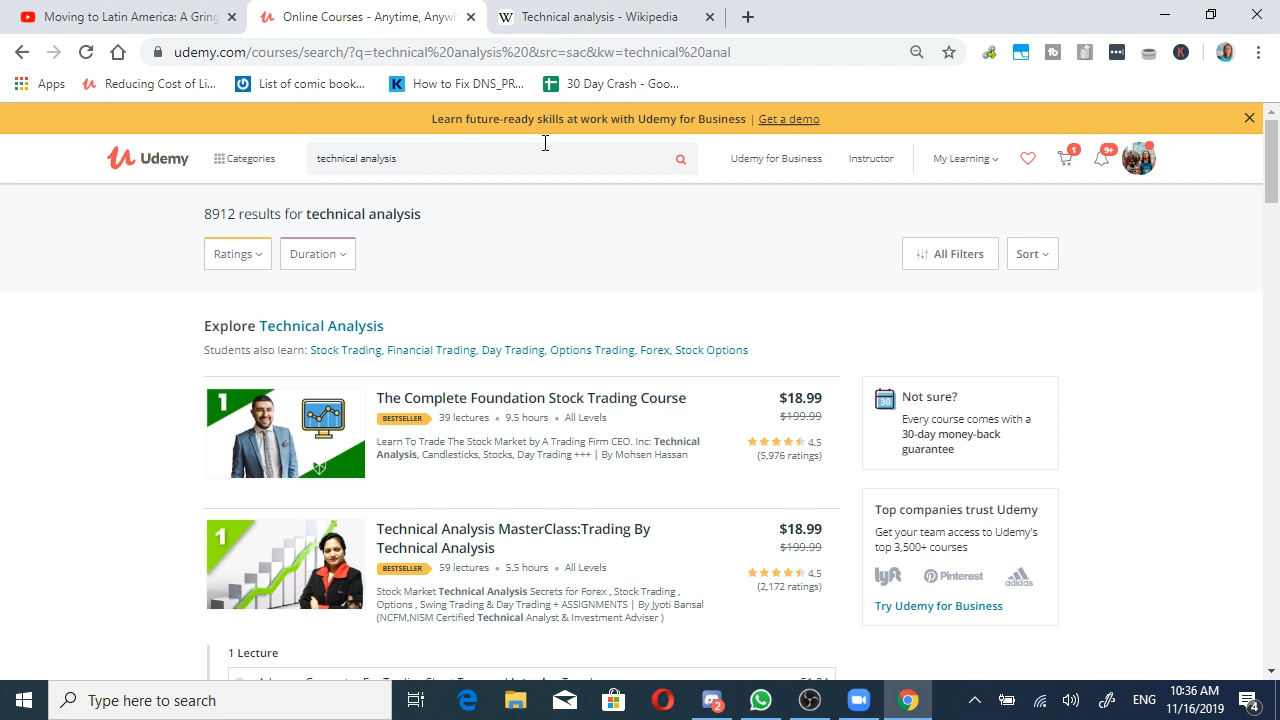 Moving to Latin America: A Gring
Online Courses - Anytime, Anywh
Technical analysis - Wikipedia
udemy.com/courses/search/?q=technical%20analysis%20&src=sac&kw=technical%20anal
Apps
Reducing Cost of Li...
List of comic book...
How to Fix DNS_PR...
30 Day Crash - Goo...
Learn future-ready skills at work with Udemy for Business | Get a demo
Udemy
Categories
technical analysis
Udemy for Business
Instructor
My Learning
1
9+
8912 results for technical analysis
Ratings
Duration
All Filters
Sort
Explore Technical Analysis
Students also learn: Stock Trading, Financial Trading, Day Trading, Options Trading, Forex, Stock Options
1
The Complete Foundation Stock Trading Course
BESTSELLER 39 lectures • 9.5 hours • All Levels
Learn To Trade The Stock Market by A Trading Firm CEO. Inc: Technical
Analysis, Candlesticks, Stocks, Day Trading +++ | By Mohsen Hassan
$18.99
$199.99
4.5
(5,976 ratings)
Not sure?
Every course comes with a
30-day money-back
guarantee
30
1
Technical Analysis MasterClass:Trading By
Technical Analysis
BESTSELLER 59 lectures • 5.5 hours • All Levels
Stock Market Technical Analysis Secrets for Forex , Stock Trading ,
Options , Swing Trading & Day Trading + ASSIGNMENTS | By Jyoti Bansal
(NCFM,NISM Certified Technical Analyst & Investment Adviser )
$18.99
$199.99
4.5
(2,172 ratings)
Top companies trust Udemy
Get your team access to Udemy's
top 3,500+ courses
lyft
Pinterest
adidas
Try Udemy for Business
1 Lecture
Type here to search
2
ENG
10:36 AM
11/16/2019
4